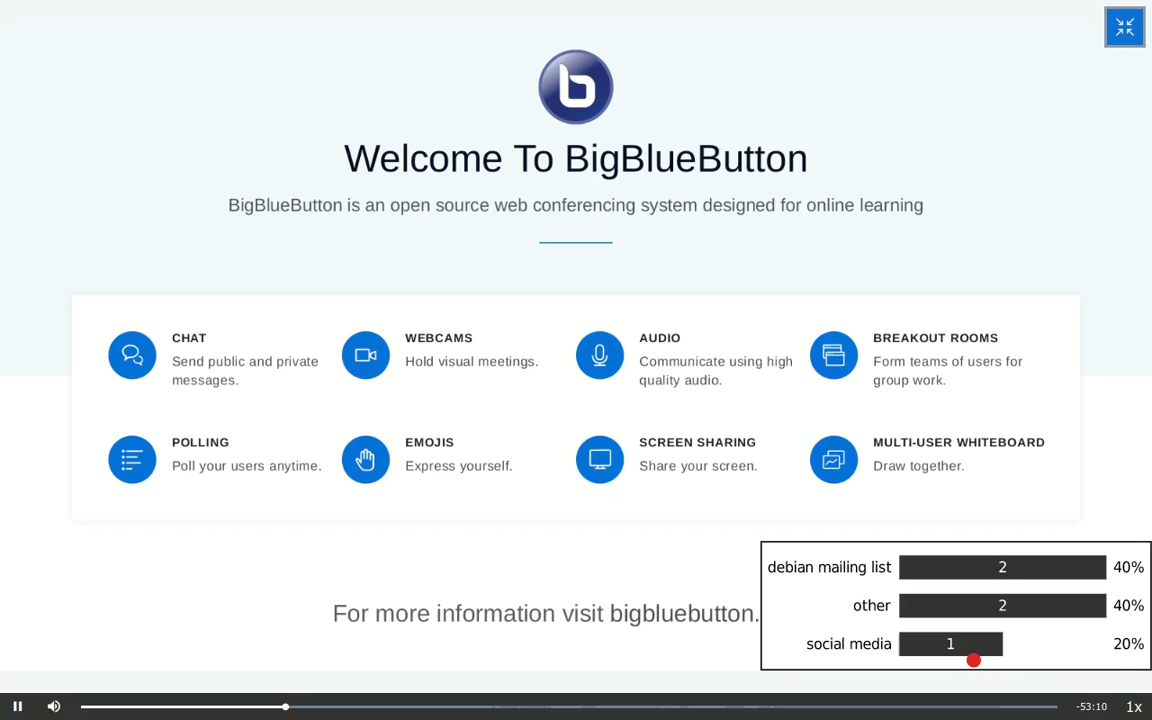 Welcome To BigBlueButton
BigBlueButton is an open source web conferencing system designed for online learning
CHAT
Send public and private
messages.
WEBCAMS
Hold visual meetings.
AUDIO
Communicate using high
quality audio.
BREAKOUT ROOMS
Form teams of users for
group work.
POLLING
Poll your users anytime.
EMOJIS
Express yourself.
SCREEN SHARING
Share your screen.
MULTI-USER WHITEBOARD
Draw together.
For more information visit bigbluebutton.
debian mailing list 2 40%
other 2 40%
social media 1 20%
-53:10 1x